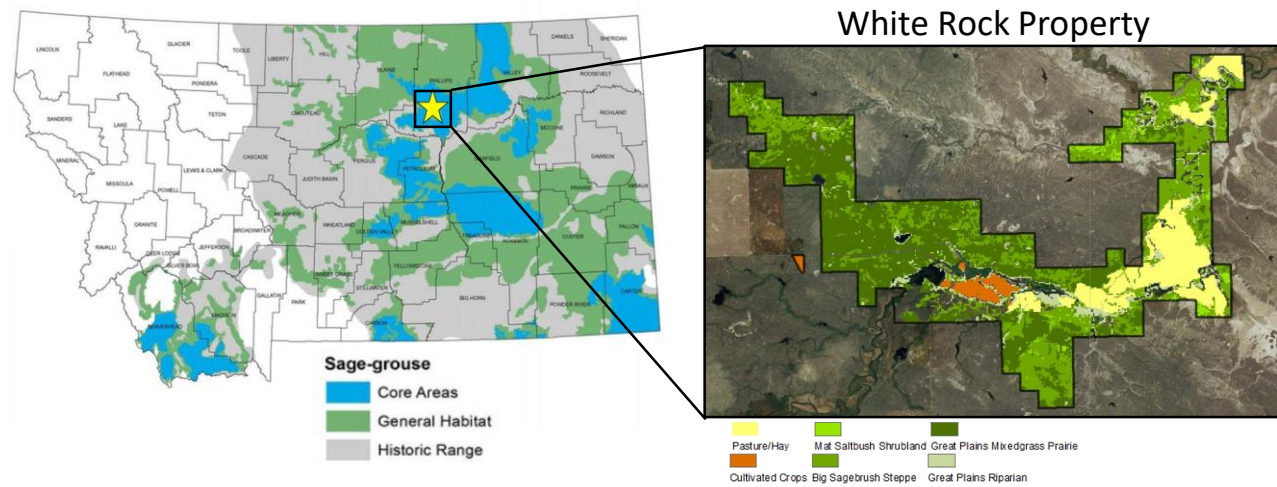 White Rock Property
LINCOLN
FLATHEAD
GLACIER
TOOLE
LIBERTY
HILL
BLAINE
PHILLIPS
VALLEY
DANIELS
SHERIDAN
ROOSEVELT
PONDERA
SANDERS
LAKE
TETON
CHOUTEAU
RICHLAND
MCCONE
MINERAL
MISSOULA
POWELL
LEWIS & CLARK
CASCADE
FERGUS
JUDITH BASIN
PETROLEUM
GARFIELD
DAWSON
PRAIRIE
WIBAUX
GRANITE
MEAGHER
WHEATLAND
GOLDEN VALLEY
MUSSELSHELL
TREASURE
ROSEBUD
CUSTER
FALLON
RAVALLI
DEER LODGE
SILVER BOW
JEFFERSON
BROADWATER
GALLATIN
PARK
SWEET GRASS
STILLWATER
YELLOWSTONE
BIG HORN
POWDER RIVER
CARTER
BEAVERHEAD
MADISON
CARBON
Sage-grouse
Core Areas
General Habitat
Historic Range
Pasture/Hay
Mat Saltbush Shrubland
Great Plains Mixedgrass Prairie
Cultivated Crops
Big Sagebrush Steppe
Great Plains Riparian